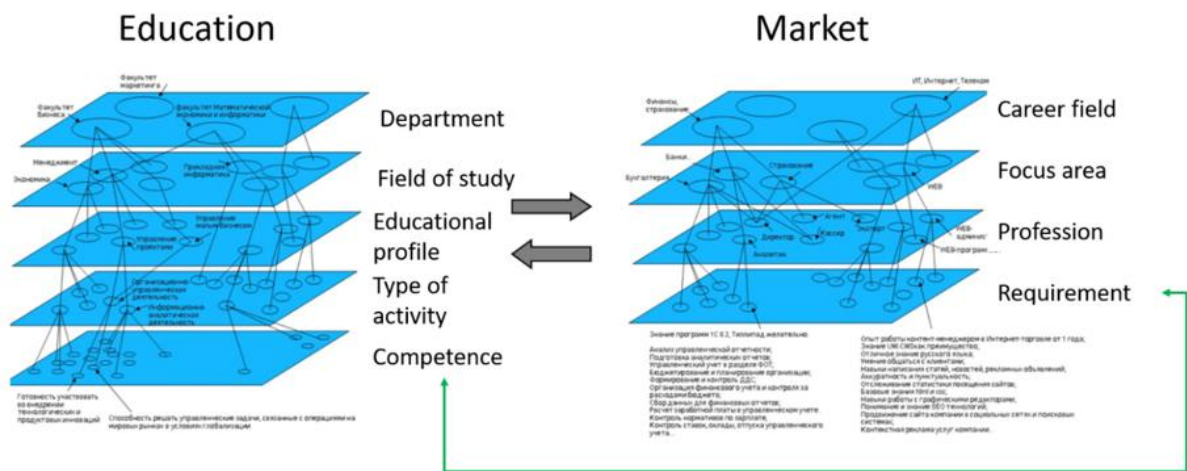 Education
Market
Факультет
маркетинга
Факультет
Бизнеса
Факультет Математической
экономики и информатики
Department
Менеджмент
Экономика
Прикладная
информатика
Field of study
Управление
проектами
Управление
малым бизнесом
Educational
profile
Организационно
управленческая
деятельность
Информационно
аналитическая
деятельность
Type of
activity
Competence
Готовность участвовать
во внедрении
технологических и
продуктовых инноваций
Способность решать управленческие задачи, связанные с операциями на
мировых рынках в условиях глобализации
ИТ, Интернет, Телеком
Финансы,
страхование
Career field
Банки
Страхование
Бухгалтерия
WEB
Focus area
Агент
Эксперт
Директор
Кассир
Аналитик
WEB-
админис
WEB-програм
Profession
Requirement
Знание программ 1С 8.2, желательно.
Анализ управленческой отчетности;
Подготовка аналитических отчетов;
Управленческий учет в разделе ФОТ;
Бюджетирование и планирование организации;
Формирование и контроль ДДС;
Организация финансового учета и контроля за
расходами бюджета;
Сбор данных для финансовых отчетов;
Расчет заработной платы в управленческом учете
Контроль нормативов по зарплате,
Контроль ставок, оклады, отпуска управленческого
учета...
Опыт работы контент-менеджером в Интернет-торговле от 1 года;
Знание как преимущество;
Отличное знание русского языка;
Умение общаться с клиентами;
Навыки написания статей, новостей, рекламных объявлений;
Аккуратность и пунктуальность;
Отслеживание статистики посещения сайтов;
Базовые знания html и css;
Навыки работы с графическими редакторами;
Понимание и знание SEO технологий;
Продвижение сайта компании в социальных сетях и поисковых
системах;
Контекстная реклама услуг компании...